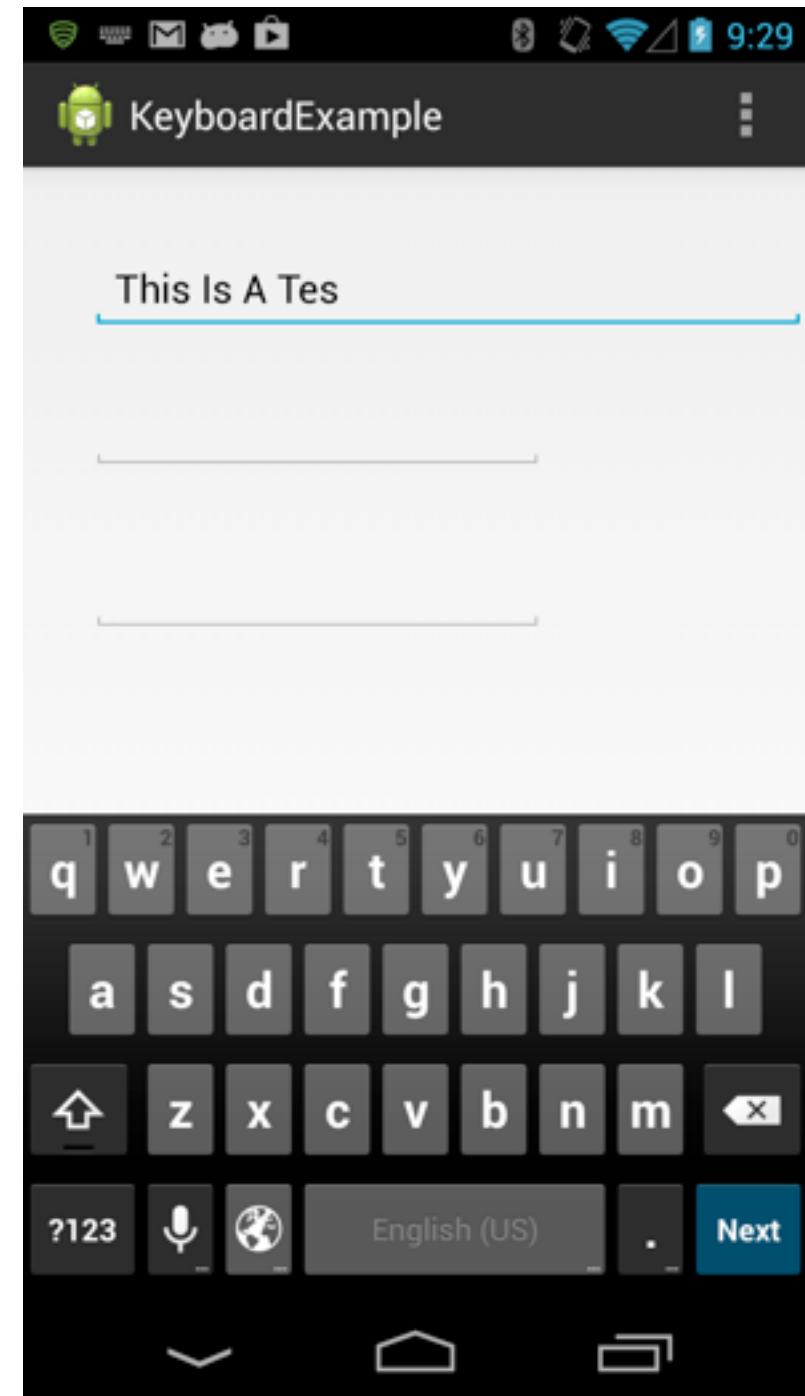 9:29
KeyboardExample
This Is A Tes
1 2 3 4 5 6 7 8 9 0
q w e r t y u i o p
a s d f g h j k l
z x c v b n m
?123 English (US) . Next